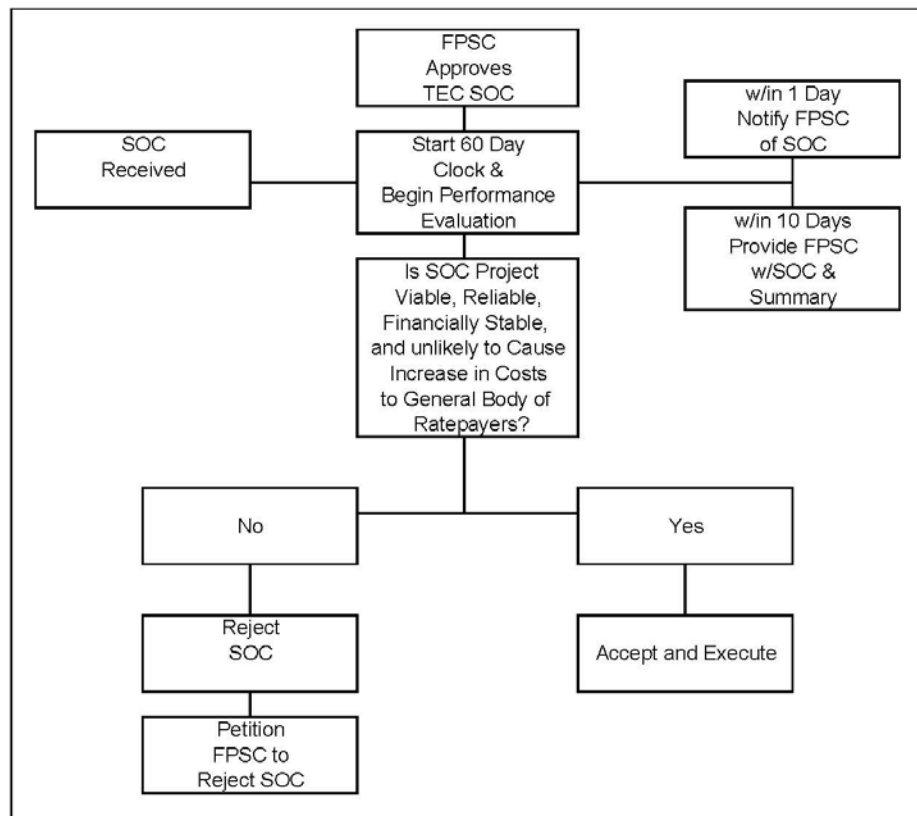 FPSC
Approves
TEC SOC
w/in 1 Day
Notify FPSC
of SOC
SOC
Received
Start 60 Day
Clock &
Begin Performance
Evaluation
w/in 10 Days
Provide FPSC
w/SOC &
Summary
Is SOC Project
Viable, Reliable,
Financially Stable,
and unlikely to Cause
Increase in Costs
to General Body of
Ratepayers?
No
Yes
Reject
SOC
Accept and Execute
Petition
FPSC to
Reject SOC